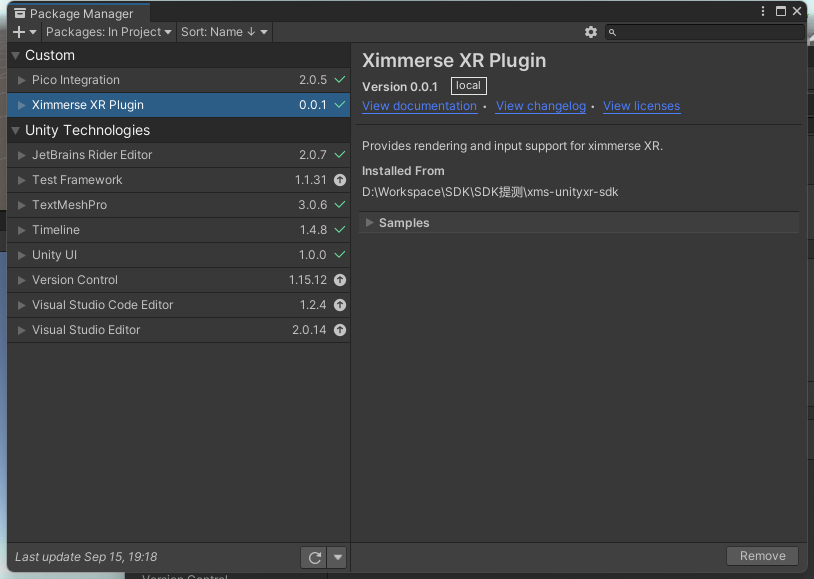 Package Manager
Packages: In Project Sort: Name ↓
Custom
Pico Integration 2.0.5
Ximmerse XR Plugin 0.0.1
Unity Technologies
JetBrains Rider Editor 2.0.7
Test Framework 1.1.31
TextMeshPro 3.0.6
Timeline 1.4.8
Unity UI 1.0.0
Version Control 1.15.12
Visual Studio Code Editor 1.2.4
Visual Studio Editor 2.0.14
Last update Sep 15, 19:18
Ximmerse XR Plugin
Version 0.0.1 local
View documentation • View changelog • View licenses
Provides rendering and input support for ximmerse XR.
Installed From
D:\Workspace\SDK\SDK提测\xms-unityxr-sdk
Samples
Remove
Version Control